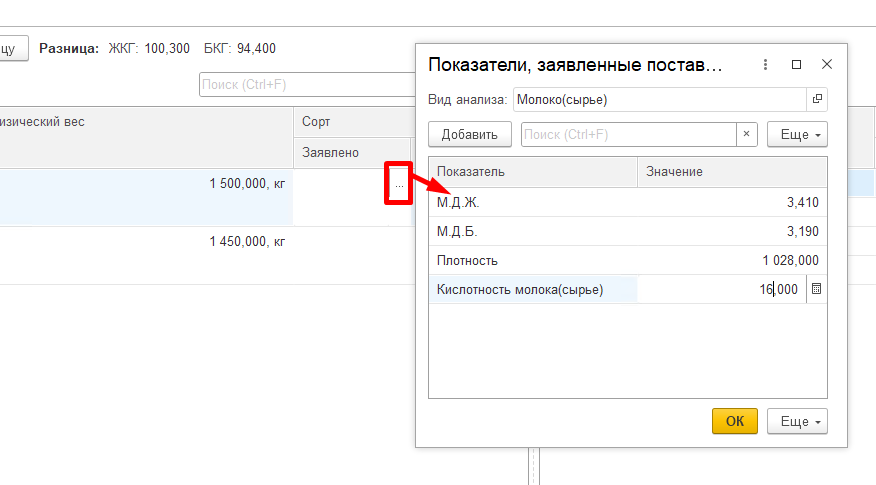 цу
Разница: ЖКГ: 100,300 БКГ: 94,400
Поиск (Ctrl+F)
изический вес
Сорт
Заявлено
1 500,000, кг
...
1 450,000, кг
Показатели, заявленные постав...
Вид анализа: Молоко(сырье)
Добавить
Поиск (Ctrl+F)
×
Еще
Показатель Значение
М.Д.Ж. 3,410
М.Д.Б. 3,190
Плотность 1 028,000
Кислотность молока(сырье) 16,000
ОК
Еще